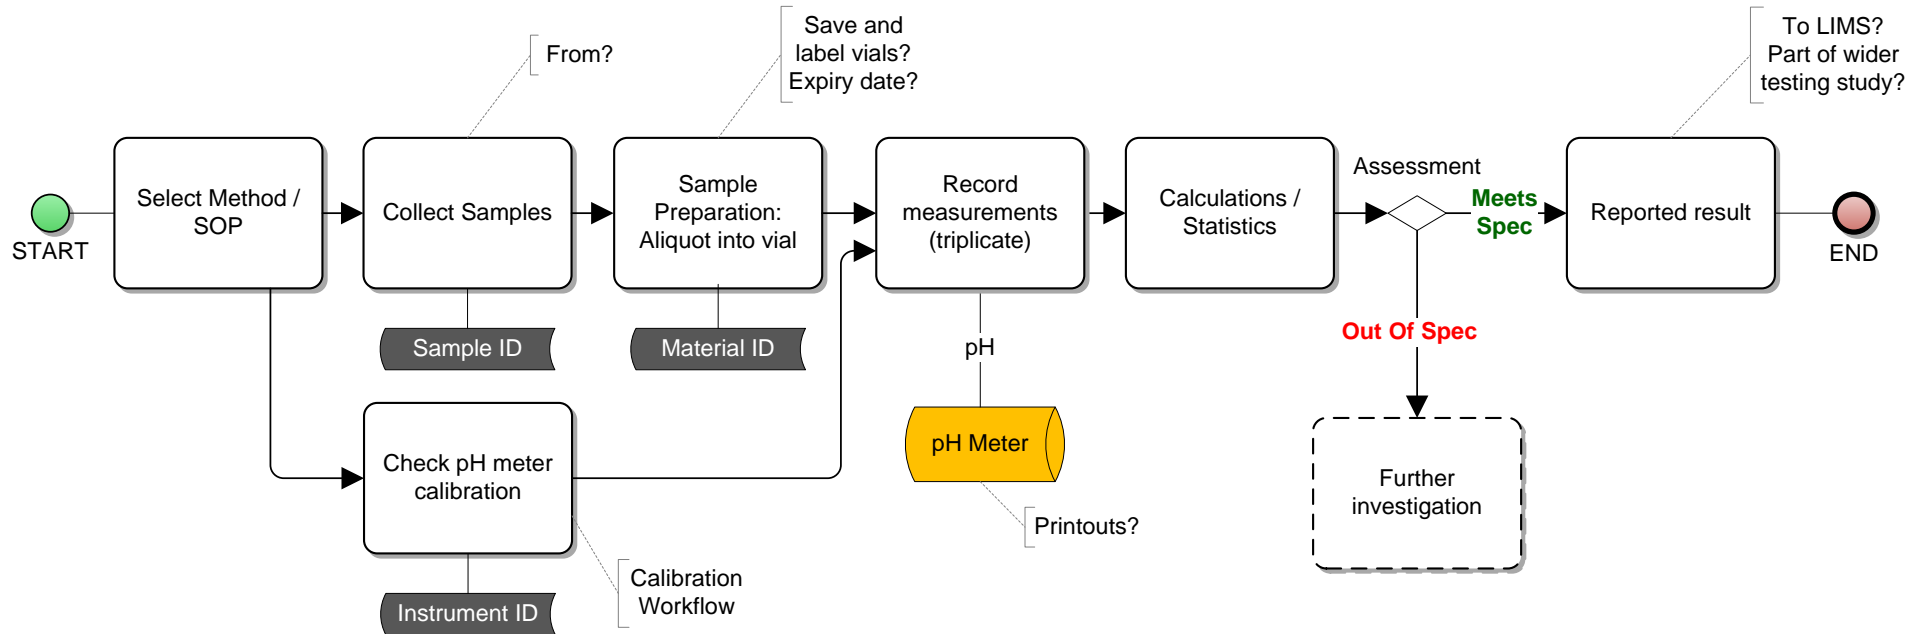 From?
Save and
label vials?
Expiry date?
To LIMS?
Part of wider
testing study?
START
Select Method /
SOP
Collect Samples
Sample
Preparation:
Aliquot into vial
Record
measurements
(triplicate)
Calculations /
Statistics
Assessment
Meets
Spec
Reported result
END
Sample ID
Material ID
pH
Out Of Spec
Check pH meter
calibration
pH Meter
Further
investigation
Printouts?
Calibration
Workflow
Instrument ID